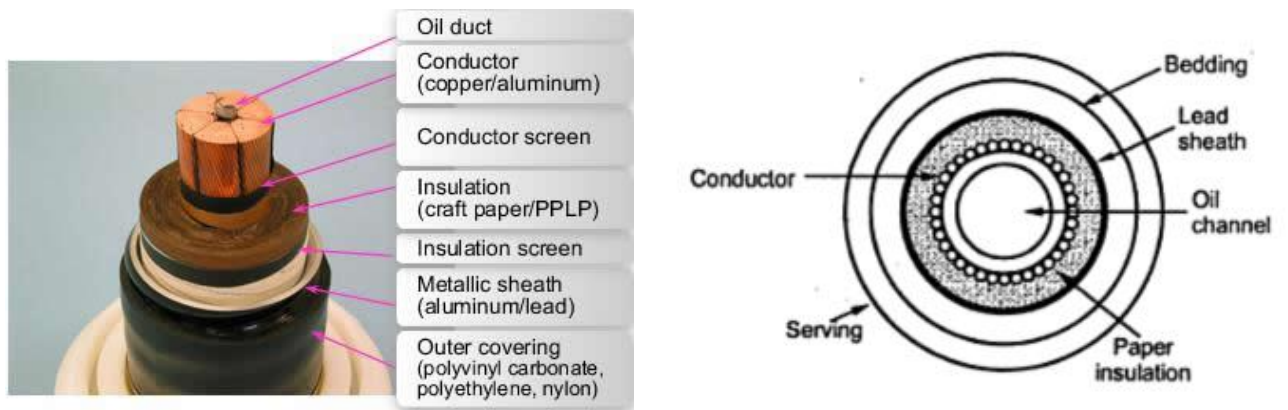 Oil duct
Conductor
(copper/aluminum)
Conductor screen
Insulation
(craft paper/PPLP)
Insulation screen
Metallic sheath
(aluminum/lead)
Outer covering
(polyvinyl carbonate,
polyethylene, nylon)
Bedding
Lead
sheath
Conductor
Oil
channel
Serving
Paper
insulation